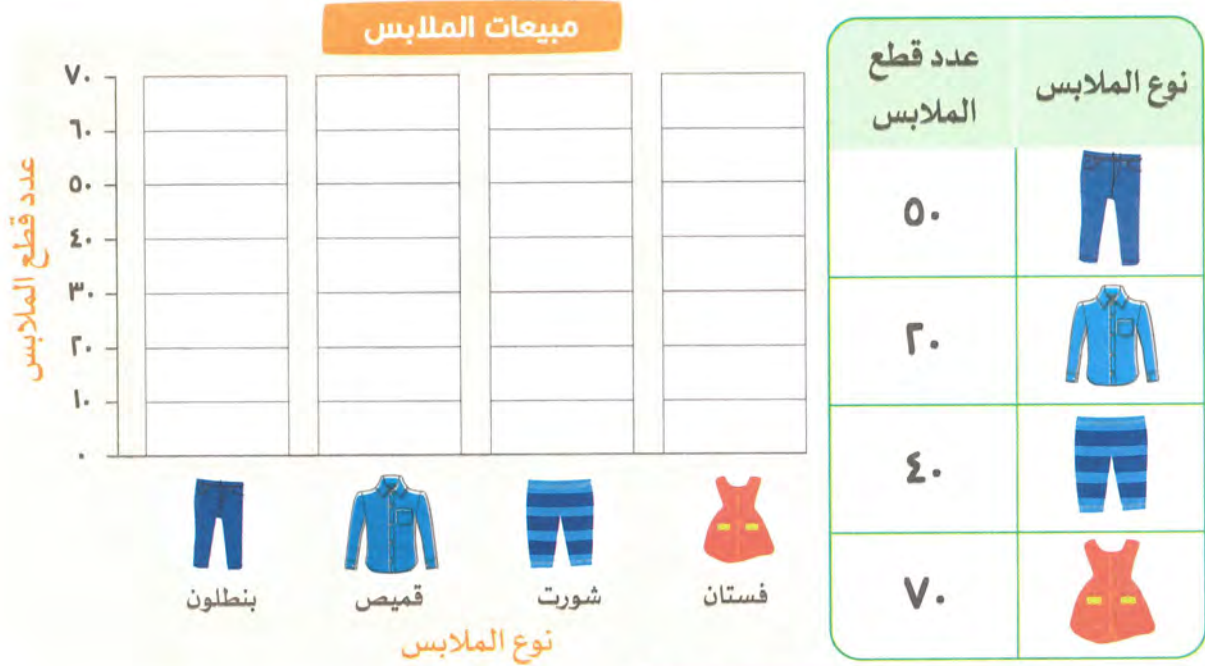 مبيعات الملابس
نوع الملابس
عدد قطع
الملابس
٥٠
٢٠
٤٠
٧٠
عدد قطع الملابس
٧٠
٦٠
٥٠
٤٠
٣٠
٢٠
١٠
٠
بنطلون
قميص
شورت
فستان
نوع الملابس